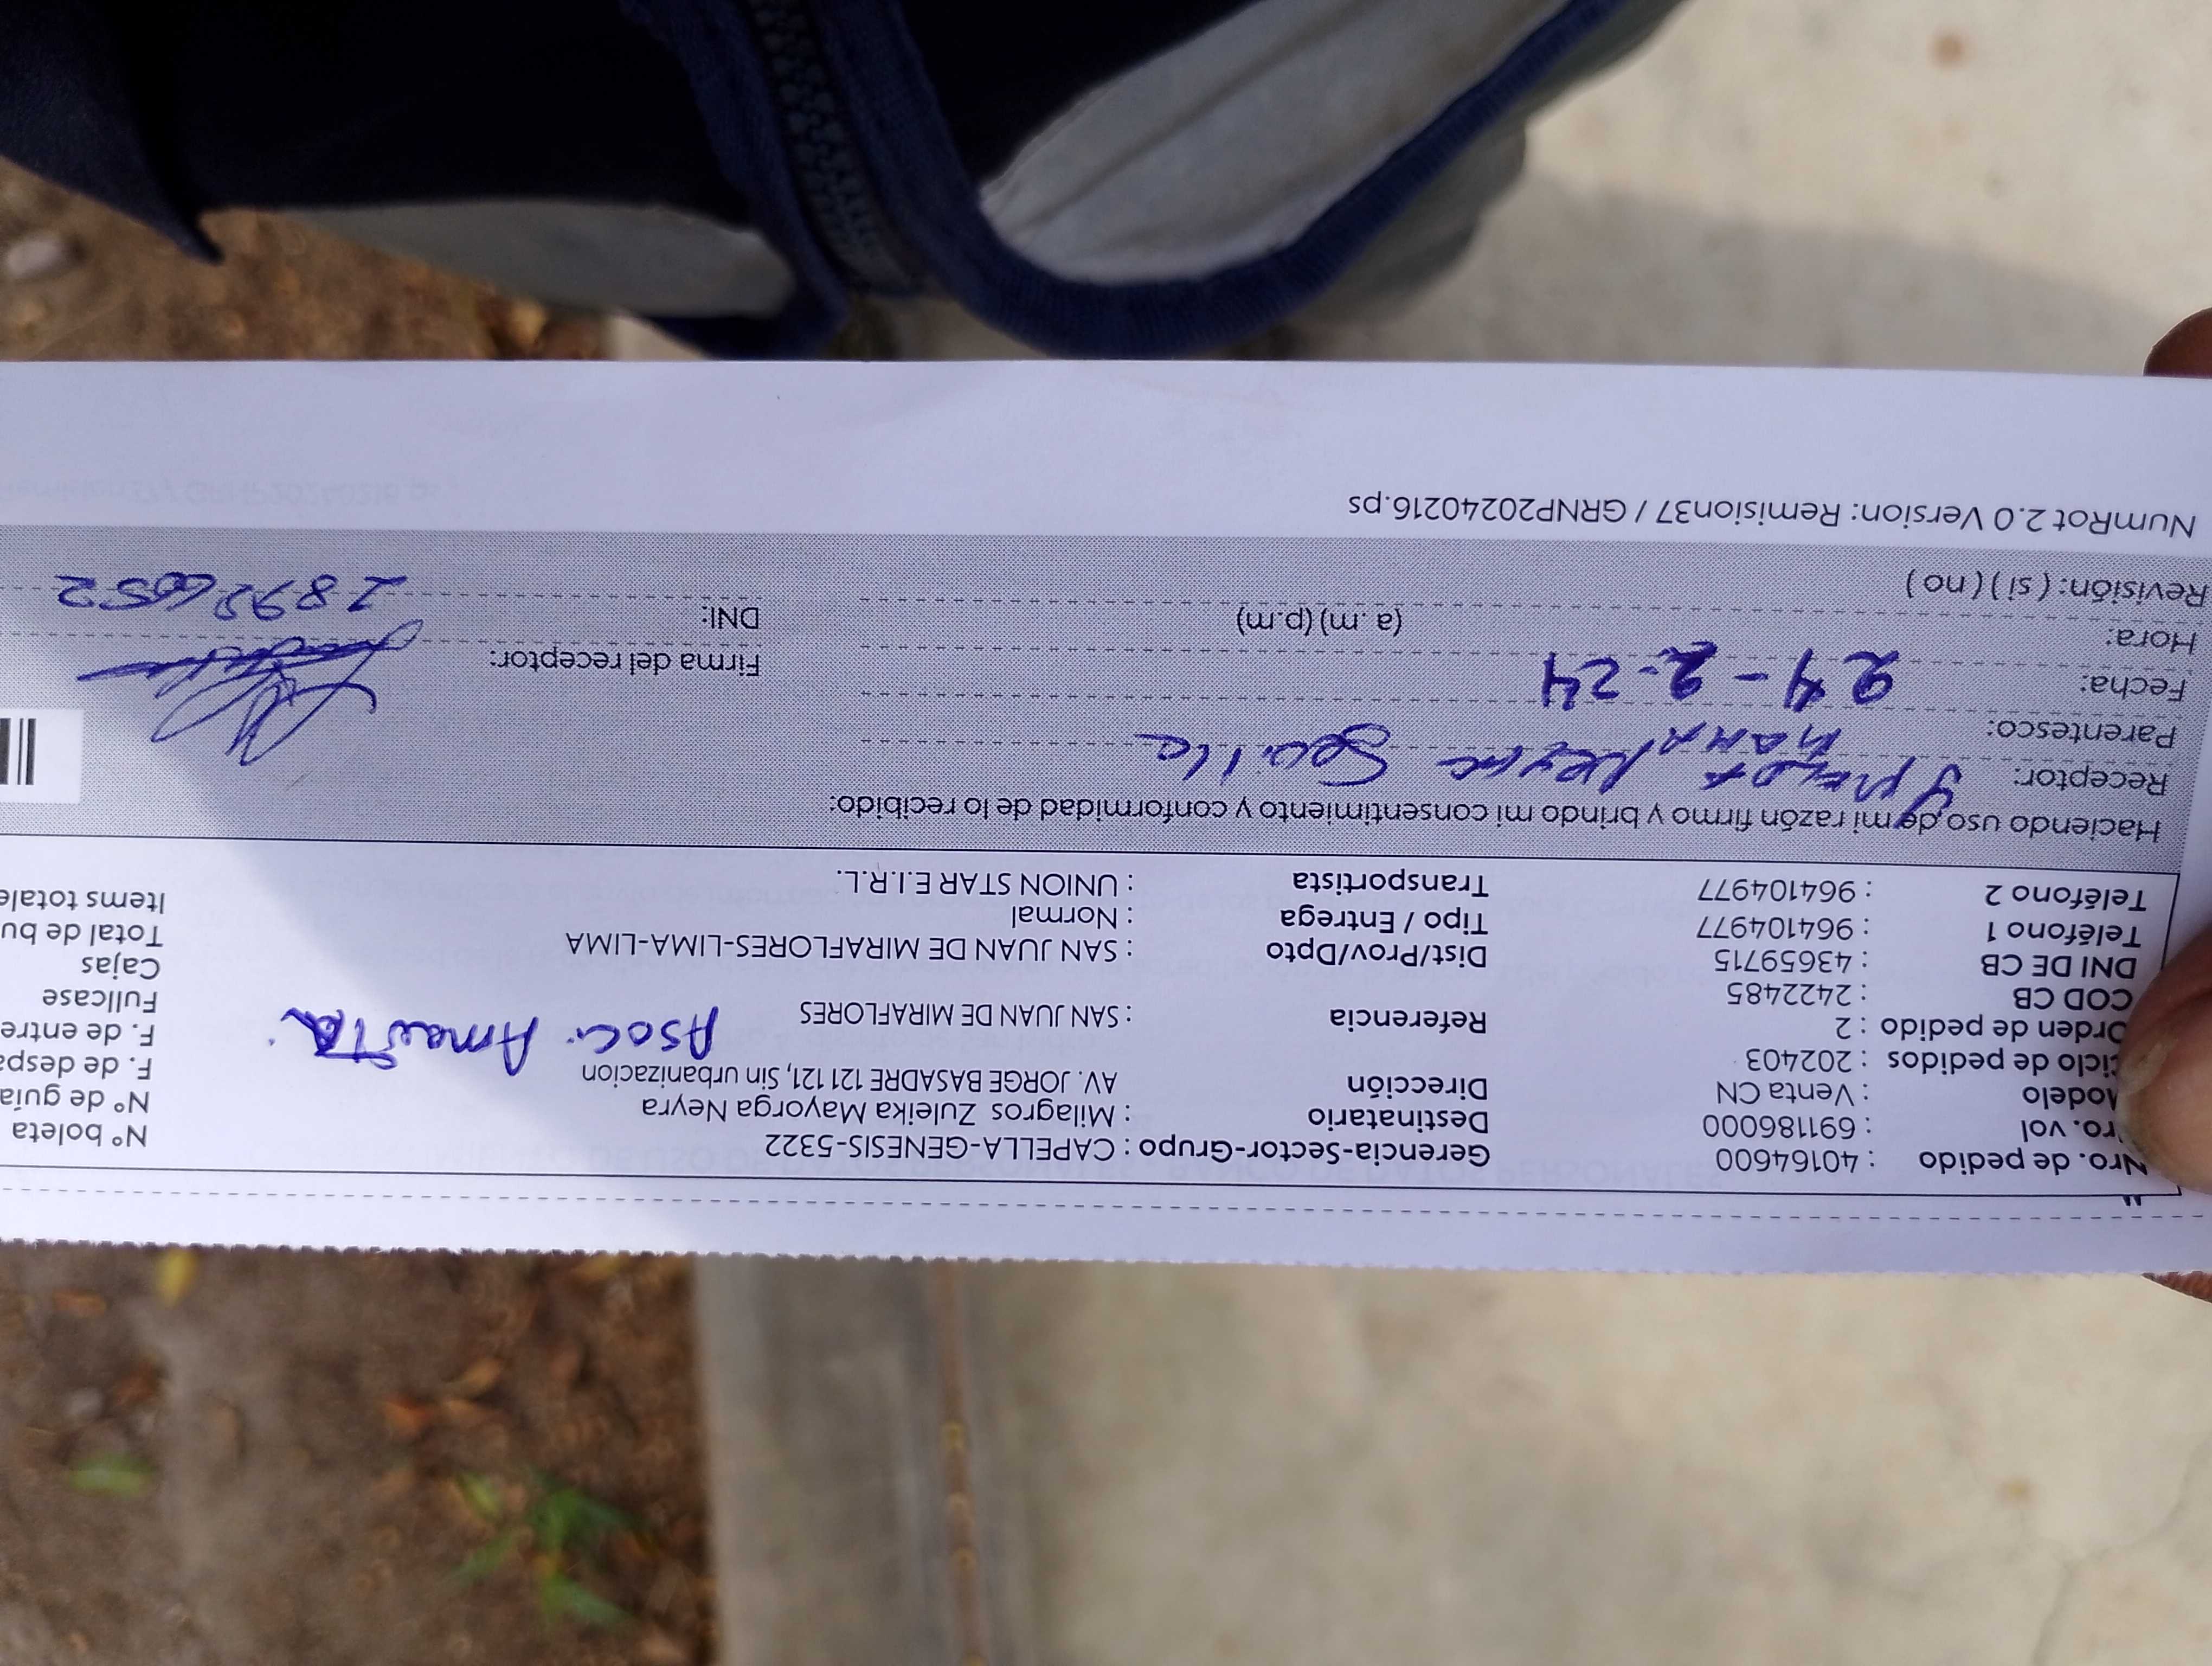 Nro. de pedido : 40164600 Gerencia-Sector-Grupo : CAPELLA-GENESIS-5322 N° boleta
ro. vol : 691186000 Destinatario : Milagros Zuleika Mayorga Neyra N° de guía
Modelo : Venta CN Dirección AV. JORGE BASADRE 121 121, Sin urbanizacion F. de despa
ciclo de pedidos : 202403 Asoc. Amauta F. de entre
Orden de pedido : 2 Referencia : SAN JUAN DE MIRAFLORES Fullcase
COD CB : 2422485 Cajas
DNI DE CB : 43659715 Dist/Prov/Dpto : SAN JUAN DE MIRAFLORES-LIMA-LIMA Total de bu
Teléfono 1 : 964104977 Tipo / Entrega : Normal Items totale
Teléfono 2 : 964104977 Transportista : UNION STAR E.I.R.L.
Haciendo uso de mi razón firmo y brindo mi consentimiento y conformidad de lo recibido:
Receptor: Neyra
Parentesco: MAMA
Fecha: 24-2-24 Firma del receptor:
Hora: (a. m) (p.m) DNI:
Revisión: ( si ) ( no )
NumRot 2.0 Version: Remision37 / GRNP20240216.ps